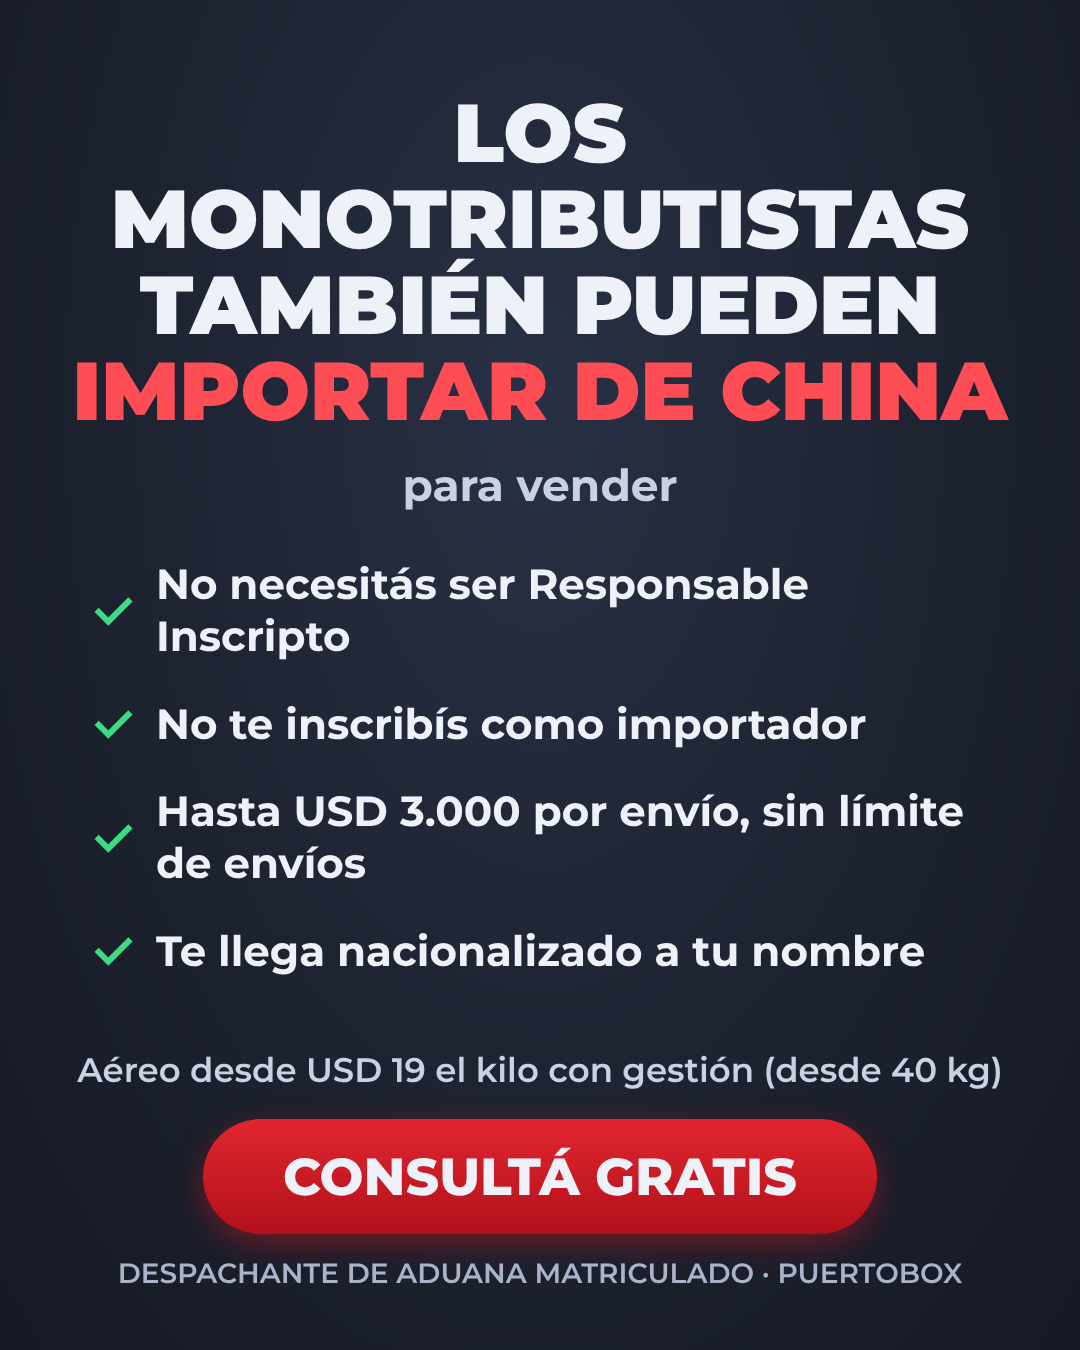 LOS
MONOTRIBUTISTAS
TAMBIÉN PUEDEN
IMPORTAR DE CHINA
para vender
No necesitás ser Responsable
Inscripto
No te inscribís como importador
Hasta USD 3.000 por envío, sin límite
de envíos
Te llega nacionalizado a tu nombre
Aéreo desde USD 19 el kilo con gestión (desde 40 kg)
CONSULTÁ GRATIS
DESPACHANTE DE ADUANA MATRICULADO · PUERTOBOX